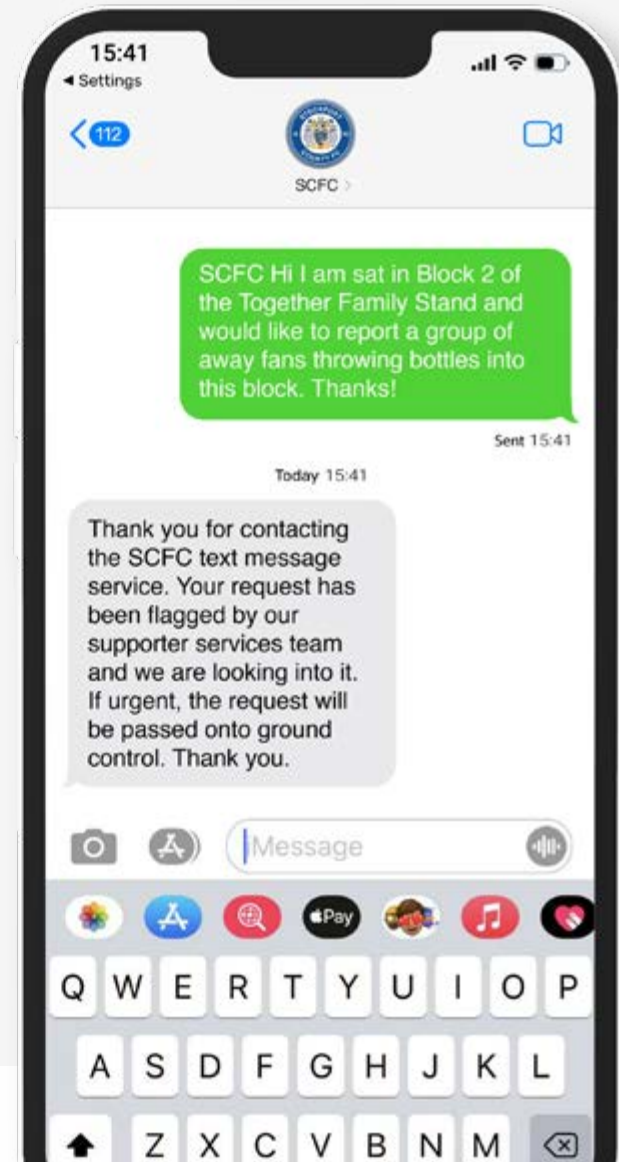 15:41
◀ Settings
112
STOCKPORT
COUNTY FC
SCFC >
SCFC Hi I am sat in Block 2 of
the Together Family Stand and
would like to report a group of
away fans throwing bottles into
this block. Thanks!
Sent 15:41
Today 15:41
Thank you for contacting
the SCFC text message
service. Your request has
been flagged by our
supporter services team
and we are looking into it.
If urgent, the request will
be passed onto ground
control. Thank you.
iMessage
Pay
Q W E R T Y U I O P
A S D F G H J K L
Z X C V B N M